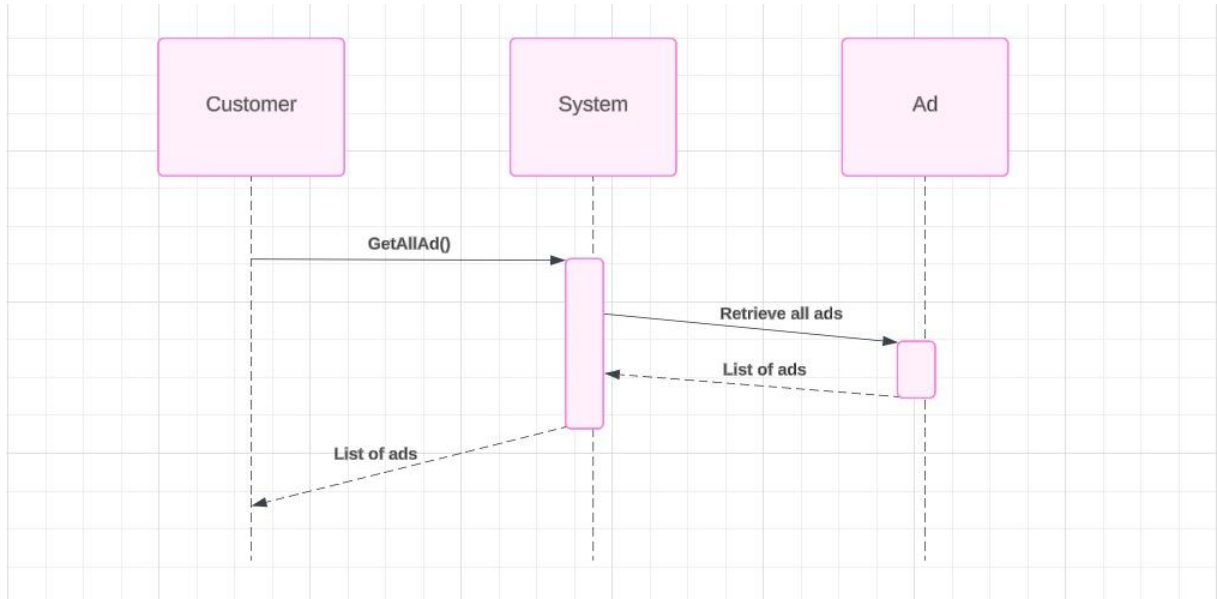 Customer
System
Ad
GetAllAd()
Retrieve all ads
List of ads
List of ads